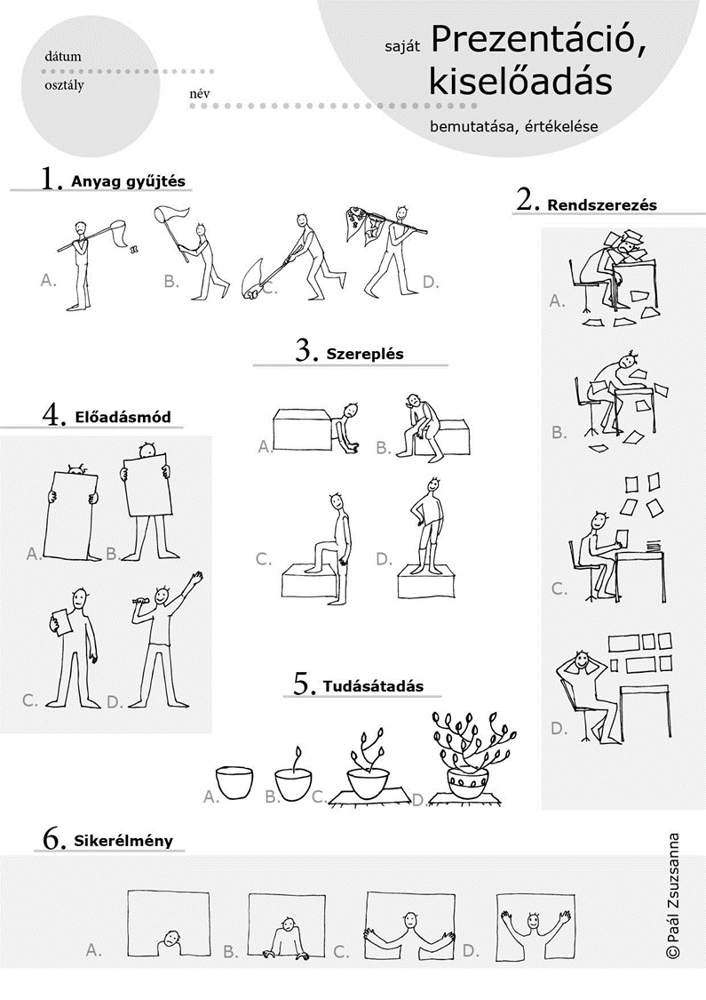 dátum
osztály
név
saját Prezentáció,
kiselőadás
bemutatása, értékelése
1. Anyag gyűjtés
A.
B.
C.
D.
2. Rendszerezés
A.
B.
C.
D.
3. Szereplés
A.
B.
C.
D.
4. Előadásmód
A.
B.
C.
D.
5. Tudásátadás
A.
B.
C.
D.
6. Sikerélmény
A.
B.
C.
D.
© Paál Zsuzsanna